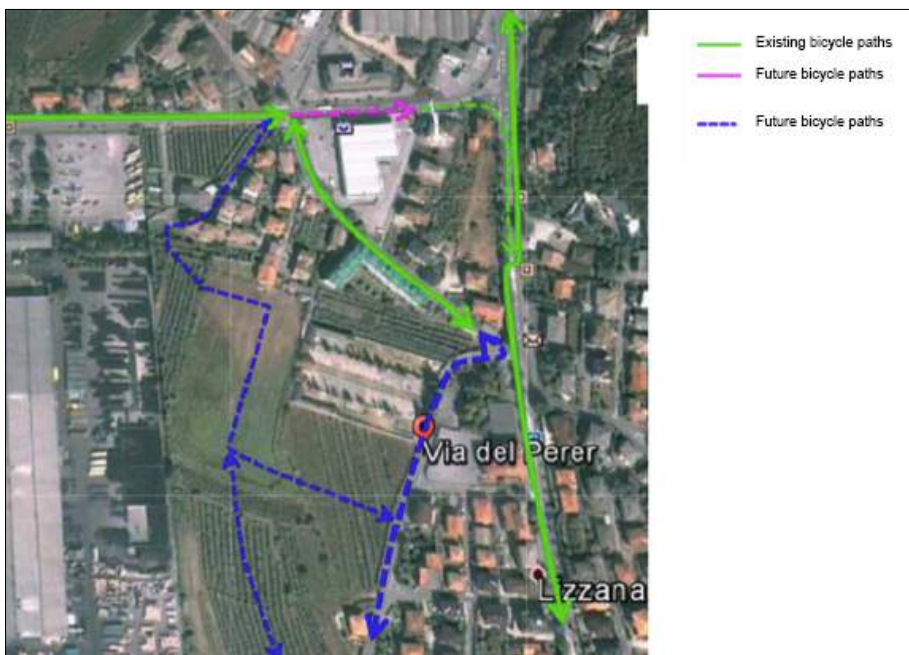 Existing bicycle paths
Future bicycle paths
Future bicycle paths
Via del Perer
Lizzana